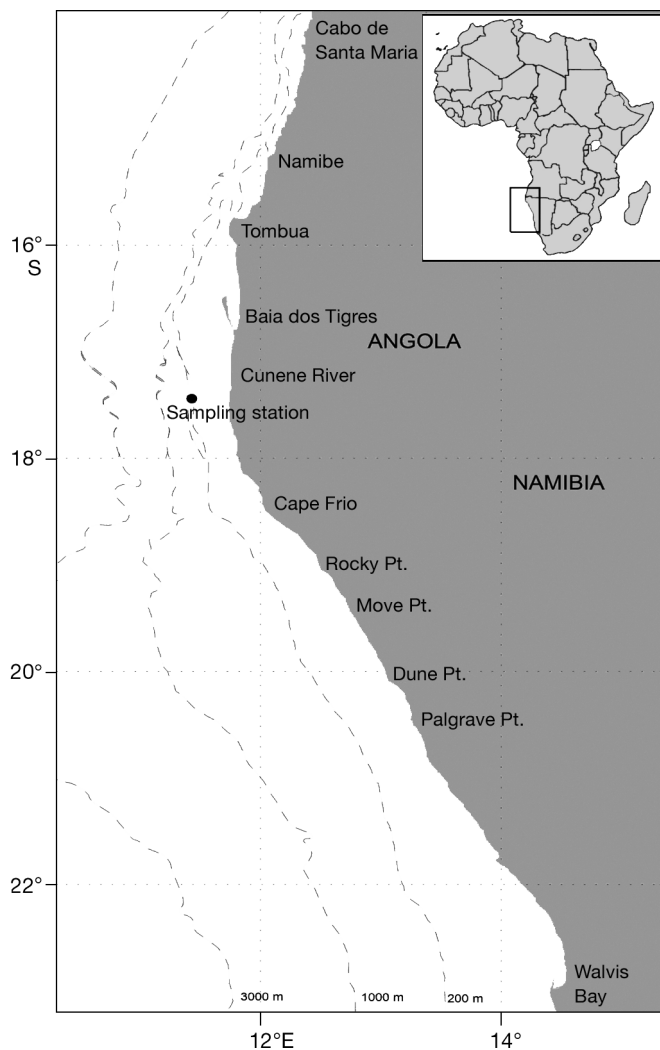 Cabo de
Santa Maria
Namibe
16°
S
Tombua
Baia dos Tigres
ANGOLA
Cunene River
Sampling station
18°
NAMIBIA
Cape Frio
Rocky Pt.
Move Pt.
20°
Dune Pt.
Palgrave Pt.
22°
Walvis
Bay
3000 m
1000 m
200 m
12°E
14°